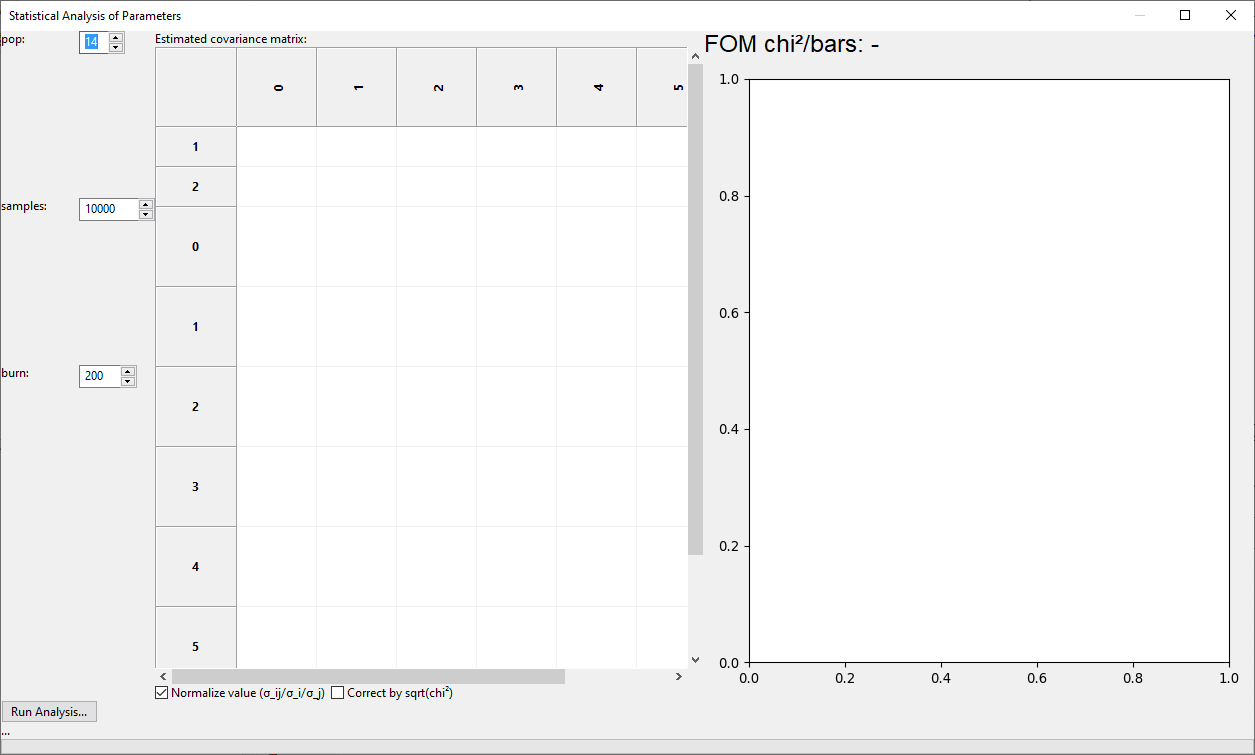 Statistical Analysis of Parameters
pop:
14
samples:
10000
burn:
200
Run Analysis...
...
Estimated covariance matrix:
0 1 2 3 4 5
1
2
0
1
2
3
4
5
Normalize value (σ_ij/σ_i/σ_j) Correct by sqrt(chi²)
FOM chi²/bars: -
1.0
0.8
0.6
0.4
0.2
0.0
0.0 0.2 0.4 0.6 0.8 1.0